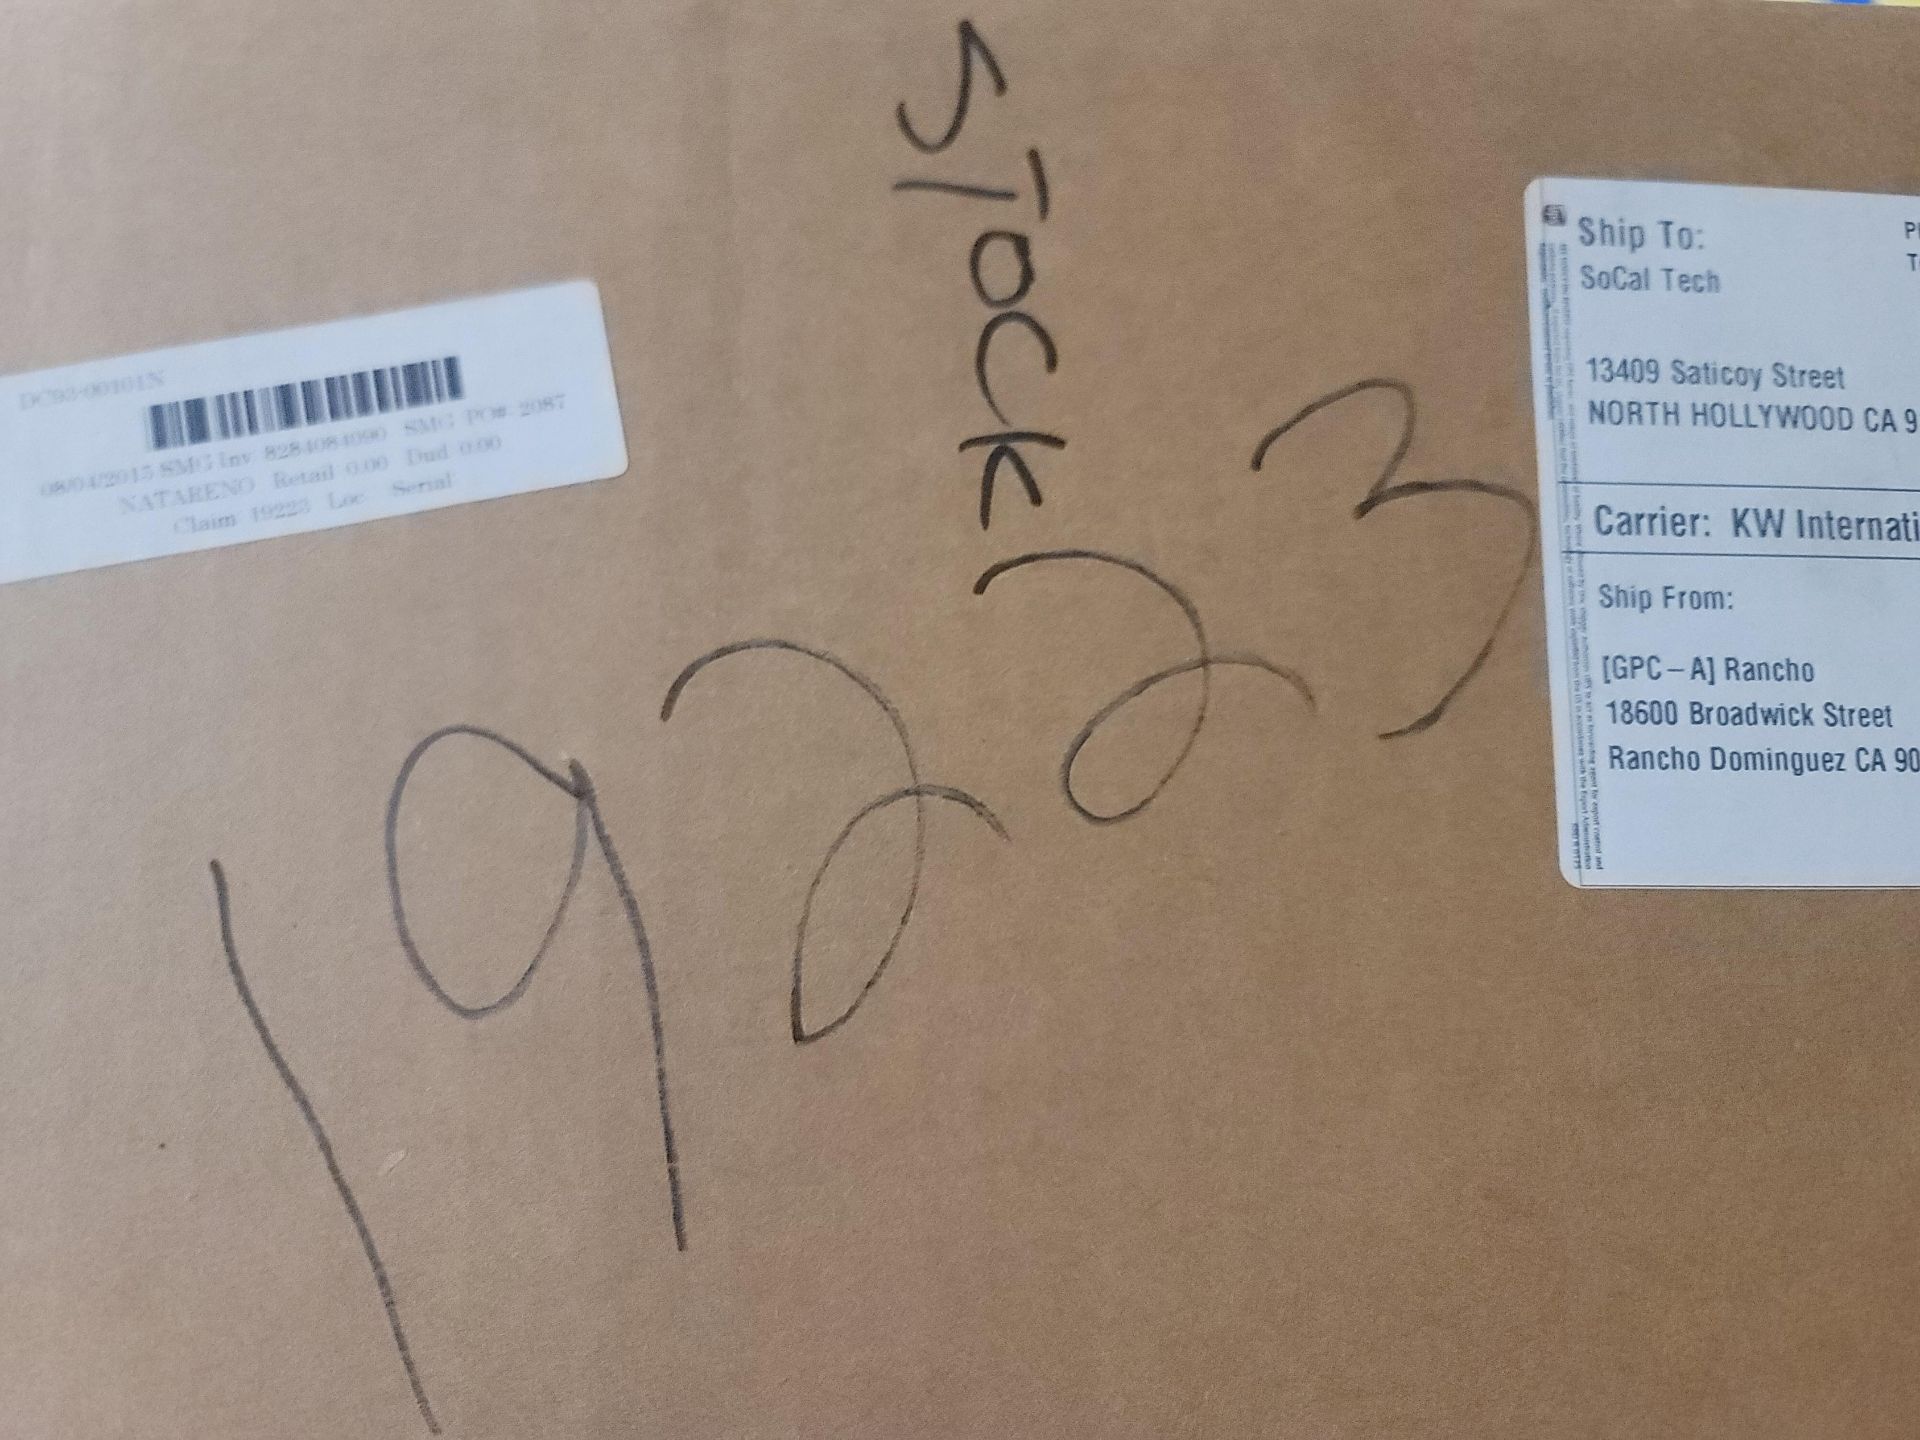 STOCK
19223
DC93-00101N
08/04/2015 SMG Inv 8284084090 SMG PO# 2087
NATARENO Retail 0.00 Dud 0.00
Claim 19223 Loc Serial
Ship To:
SoCal Tech
13409 Saticoy Street
NORTH HOLLYWOOD CA 9
Carrier: KW Internati
Ship From:
[GPC-A] Rancho
18600 Broadwick Street
Rancho Dominguez CA 90